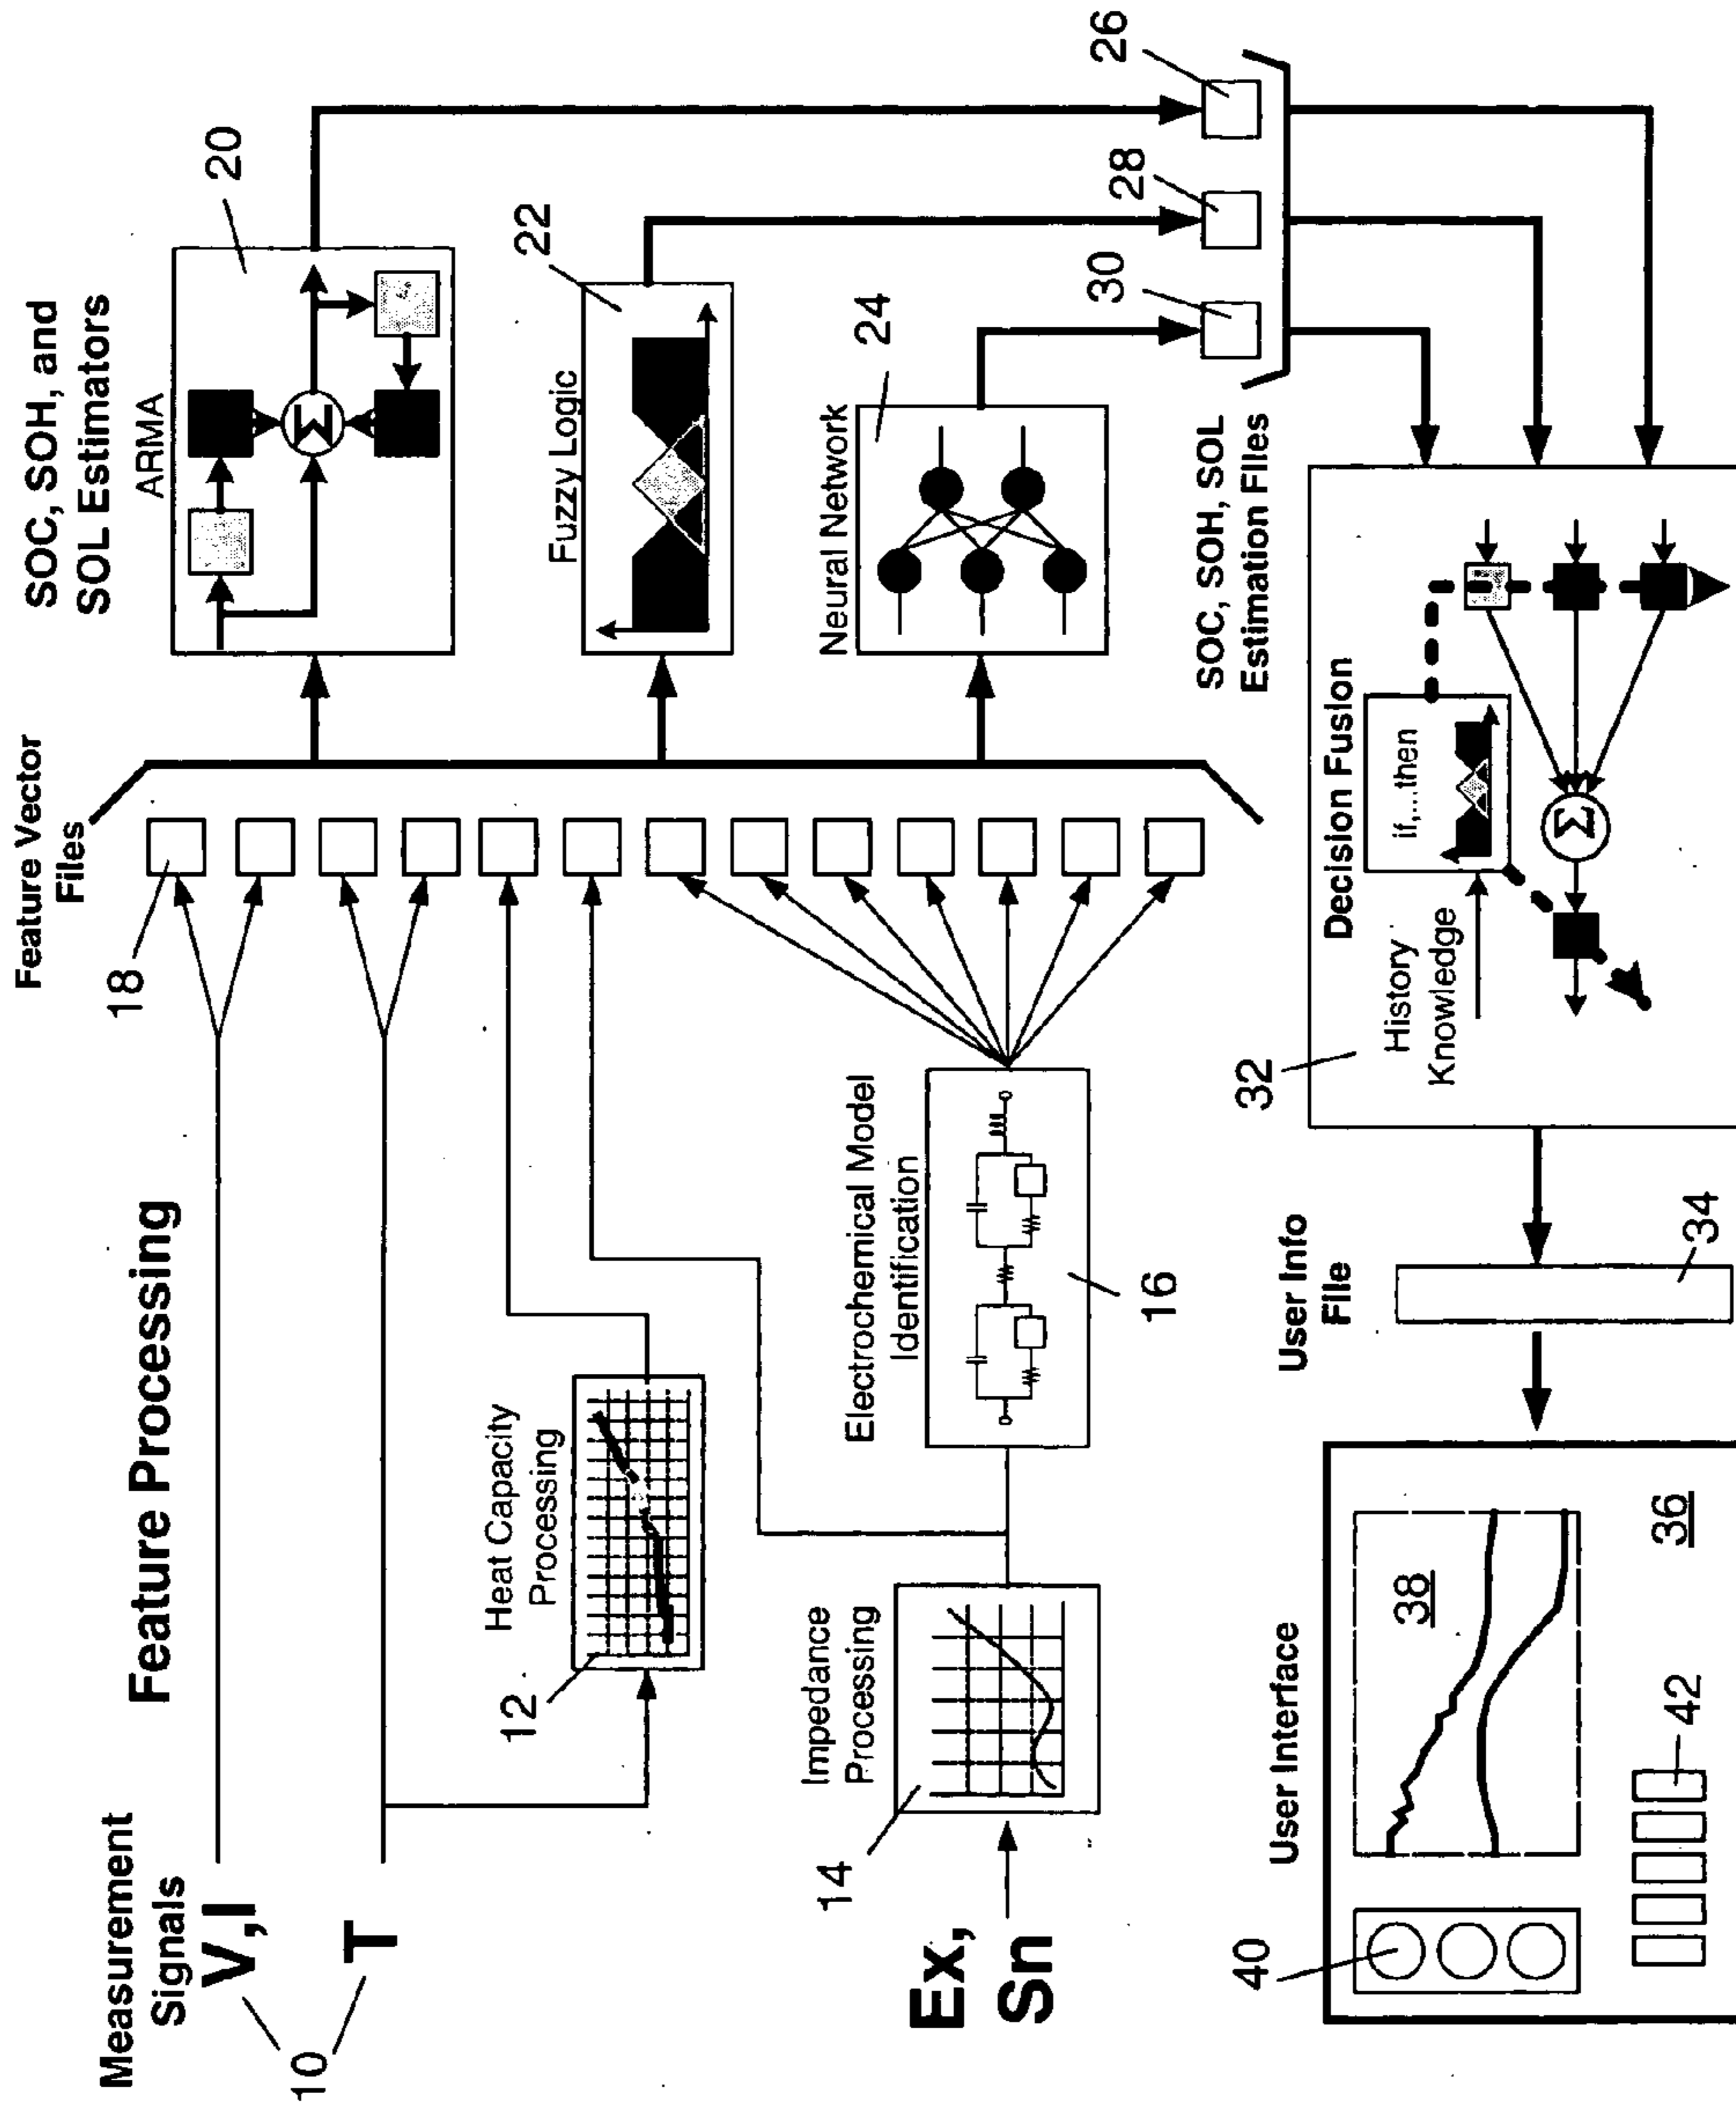 Measurement
Signals
V,I
T
10
Feature Processing
Feature Vector
Files
18
SOC, SOH, and
SOL Estimators
ARMA
Σ
20
Heat Capacity
Processing
12
Fuzzy Logic
22
Ex,
Sn
Impedance
Processing
14
Electrochemical Model
Identification
16
Neural Network
24
SOC, SOH, SOL
Estimation Files
30
28
26
User Interface
38
36
40
42
User Info
File
34
32
Decision Fusion
History
Knowledge
if,...then
Σ